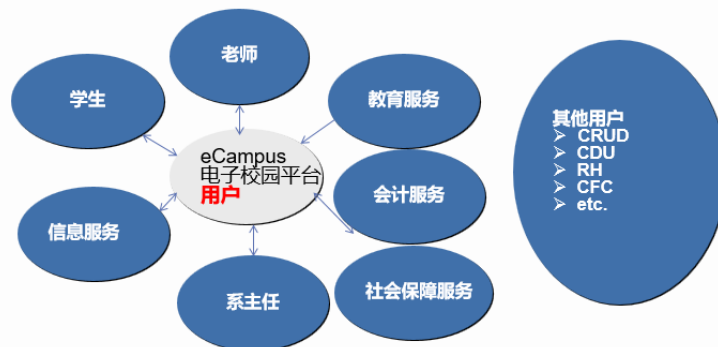 老师
学生
教育服务
eCampus
电子校园平台
用户
会计服务
信息服务
系主任
社会保障服务
其他用户
➢ CRUD
➢ CDU
➢ RH
➢ CFC
➢ etc.